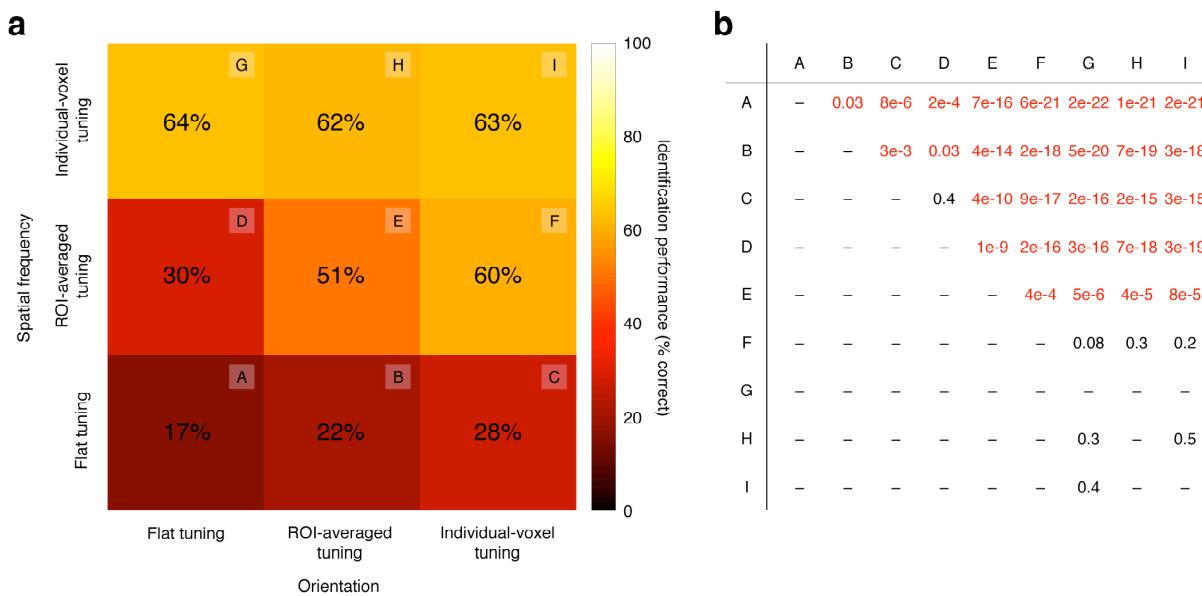 a
b
G
H
I
64%
62%
63%
D
E
F
30%
51%
60%
A
B
C
17%
22%
28%
Spatial frequency
Individual-voxel
tuning
ROI-averaged
tuning
Flat tuning
Flat tuning
ROI-averaged
tuning
Individual-voxel
tuning
Orientation
100
80
60
40
20
0
Identification performance (% correct)
A B C D E F G H I
A – 0.03 8e-6 2e-4 7e-16 6e-21 2e-22 1e-21 2e-21
B – – 3e-3 0.03 4e-14 2e-18 5e-20 7e-19 3e-18
C – – – 0.4 4e-10 9e-17 2e-16 2e-15 3e-15
D – – – – 1e-9 2e-16 3e-16 7e-18 3e-19
E – – – – – 4e-4 5e-6 4e-5 8e-5
F – – – – – – 0.08 0.3 0.2
G – – – – – – – – –
H – – – – – – 0.3 – 0.5
I – – – – – – 0.4 – –